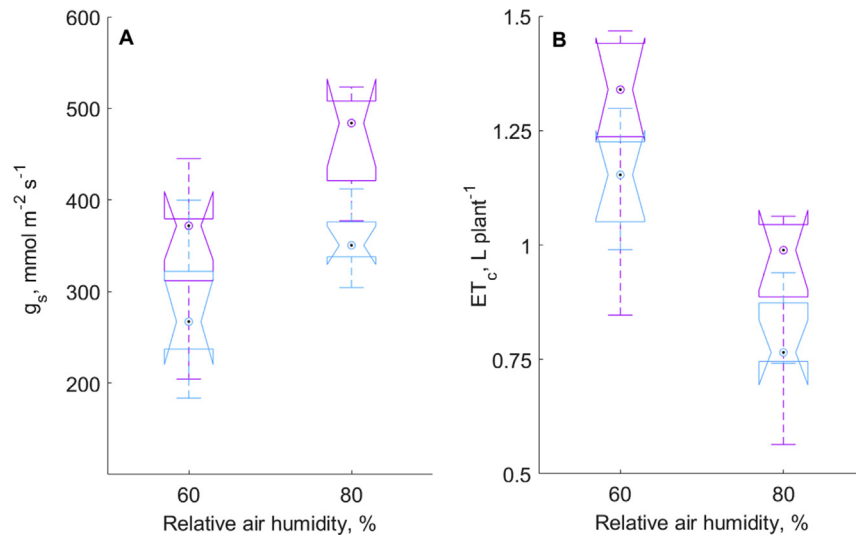 A
600
500
400
300
200
g_s, mmol m⁻² s⁻¹
60 80
Relative air humidity, %
B
1.5
1.25
1
0.75
0.5
ET_c, L plant⁻¹
60 80
Relative air humidity, %